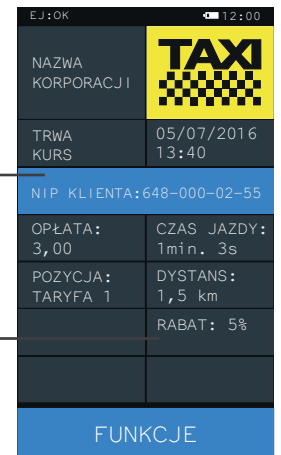 EJ:OK 12:00
NAZWA
KORPORACJI
TAXI
TRWA
KURS
05/07/2016
13:40
NIP KLIENTA:648-000-02-55
OPŁATA:
3,00
CZAS JAZDY:
1min. 3s
POZYCJA:
TARYFA 1
DYSTANS:
1,5 km
RABAT: 5%
FUNKCJE